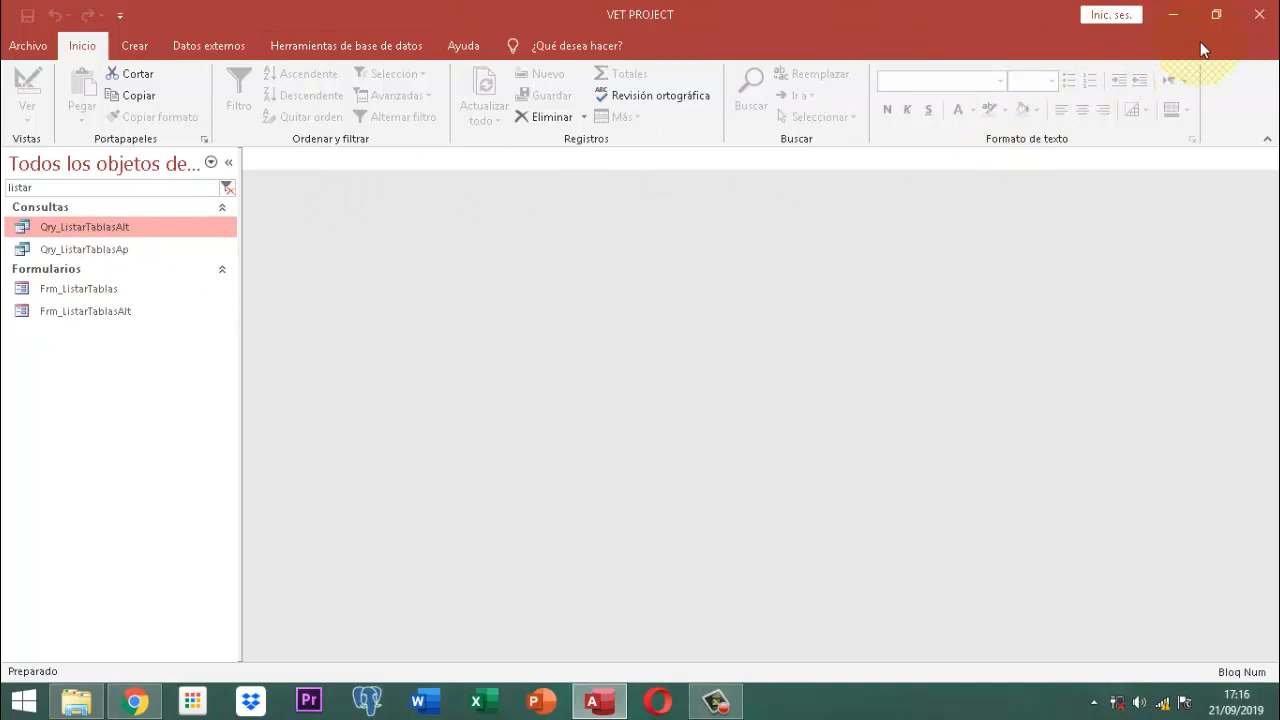 VET PROJECT
Inic. ses.
Archivo Inicio Crear Datos externos Herramientas de base de datos Ayuda ¿Qué desea hacer?
Ver
Pegar
Cortar
Copiar
Copiar formato
Filtro
Ascendente
Descendente
Quitar orden
Selección
Avanzadas
Alternar filtro
Actualizar
todo
Nuevo
Guardar
Eliminar
Totales
Revisión ortográfica
Más
Buscar
Reemplazar
Ir a
Seleccionar
N K S
A
ab
Vistas Portapapeles Ordenar y filtrar Registros Buscar Formato de texto
Todos los objetos de...
listar
Consultas
Qry_ListarTablasAlt
Qry_ListarTablasAp
Formularios
Frm_ListarTablas
Frm_ListarTablasAlt
Preparado
Bloq Num
Pr
17:16
21/09/2019